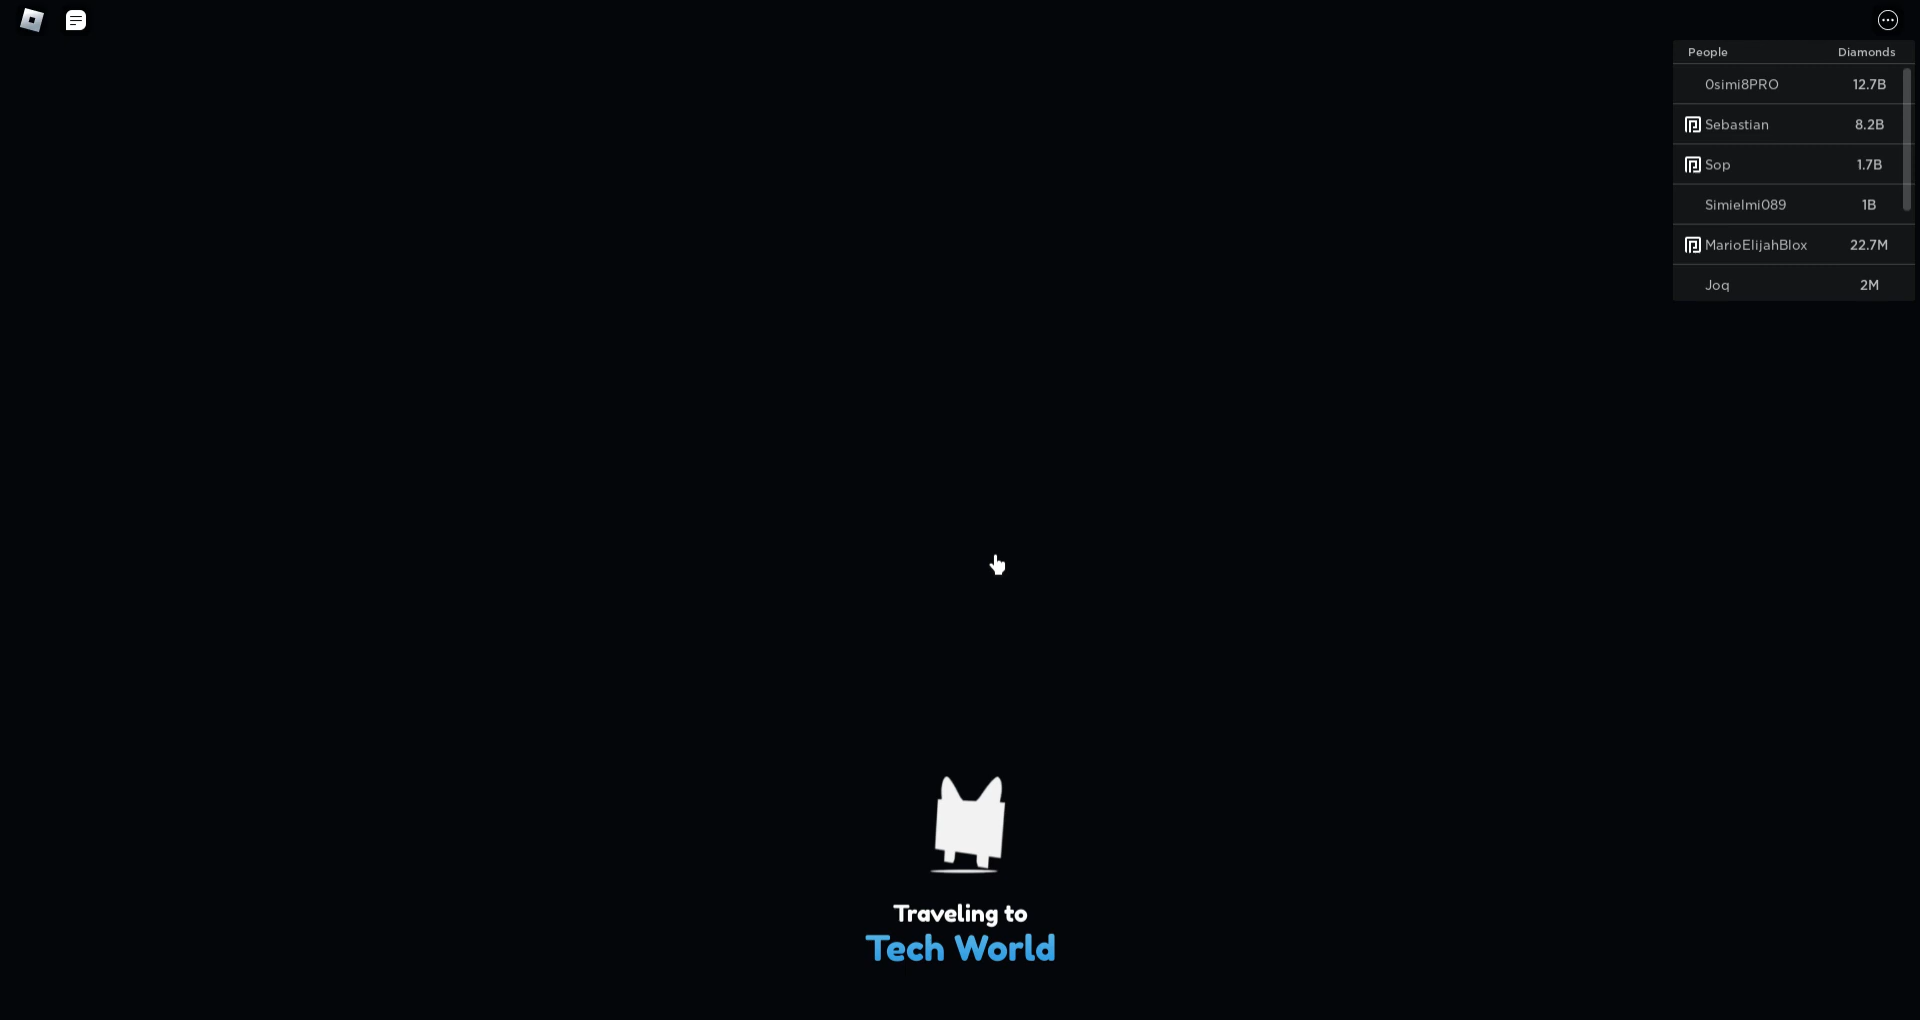 People Diamonds
0simi8PRO 12.7B
Sebastian 8.2B
Sop 1.7B
Simielmi089 1B
MarioElijahBlox 22.7M
Joq 2M
Traveling to
Tech World